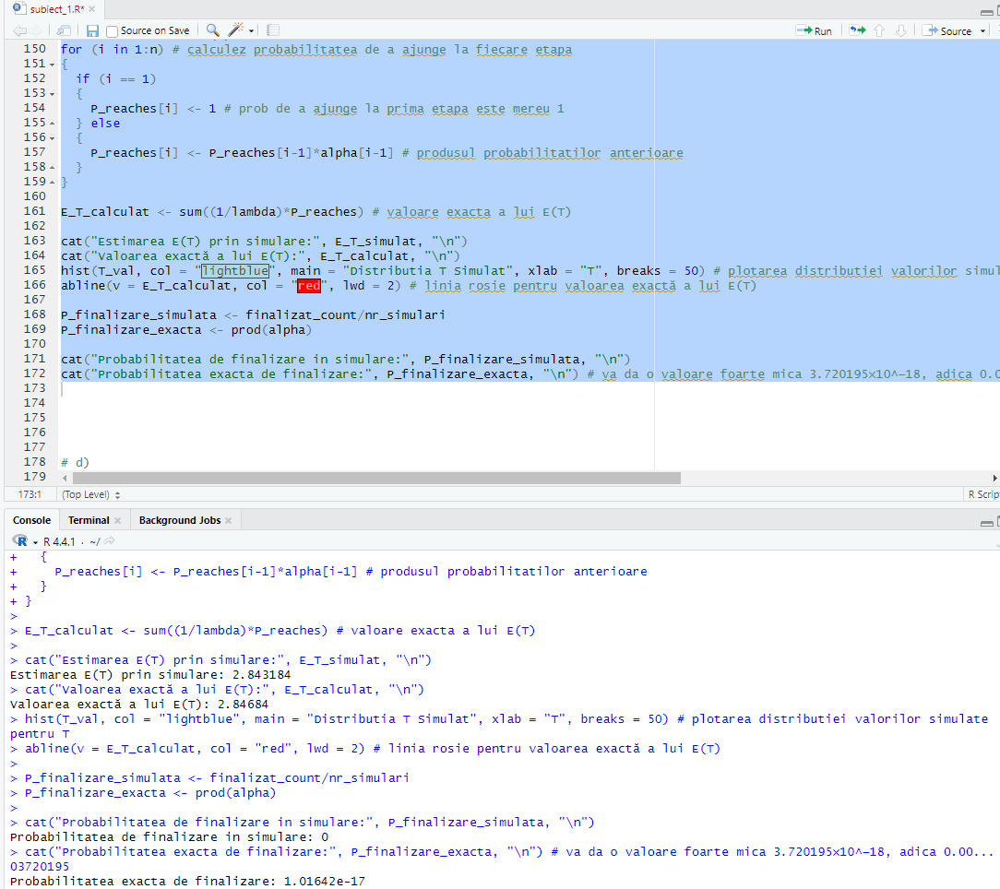 subiect_1.R*
Source on Save
Run
Source
150 for (i in 1:n) # calculez probabilitatea de a ajunge la fiecare etapa
151 {
152 if (i == 1)
153 {
154 P_reaches[i] <- 1 # prob de a ajunge la prima etapa este mereu 1
155 } else
156 {
157 P_reaches[i] <- P_reaches[i-1]*alpha[i-1] # produsul probabilitatilor anterioare
158 }
159 }
160
161 E_T_calculat <- sum((1/lambda)*P_reaches) # valoare exacta a lui E(T)
162
163 cat("Estimarea E(T) prin simulare:", E_T_simulat, "\n")
164 cat("Valoarea exactă a lui E(T):", E_T_calculat, "\n")
165 hist(T_val, col = "lightblue", main = "Distributia T Simulat", xlab = "T", breaks = 50) # plotarea distributiei valorilor simul
166 abline(v = E_T_calculat, col = "red", lwd = 2) # linia rosie pentru valoarea exactă a lui E(T)
167
168 P_finalizare_simulata <- finalizat_count/nr_simulari
169 P_finalizare_exacta <- prod(alpha)
170
171 cat("Probabilitatea de finalizare in simulare:", P_finalizare_simulata, "\n")
172 cat("Probabilitatea exacta de finalizare:", P_finalizare_exacta, "\n") # va da o valoare foarte mica 3.720195×10^−18, adica 0.0
173
174
175
176
177
178 # d)
179
173:1 (Top Level) R Script
Console Terminal Background Jobs
R 4.4.1 · ~/
+ {
+ P_reaches[i] <- P_reaches[i-1]*alpha[i-1] # produsul probabilitatilor anterioare
+ }
+ }
>
> E_T_calculat <- sum((1/lambda)*P_reaches) # valoare exacta a lui E(T)
>
> cat("Estimarea E(T) prin simulare:", E_T_simulat, "\n")
Estimarea E(T) prin simulare: 2.843184
> cat("Valoarea exactă a lui E(T):", E_T_calculat, "\n")
Valoarea exactă a lui E(T): 2.84684
> hist(T_val, col = "lightblue", main = "Distributia T Simulat", xlab = "T", breaks = 50) # plotarea distributiei valorilor simulate
pentru T
> abline(v = E_T_calculat, col = "red", lwd = 2) # linia rosie pentru valoarea exactă a lui E(T)
>
> P_finalizare_simulata <- finalizat_count/nr_simulari
> P_finalizare_exacta <- prod(alpha)
>
> cat("Probabilitatea de finalizare in simulare:", P_finalizare_simulata, "\n")
Probabilitatea de finalizare in simulare: 0
> cat("Probabilitatea exacta de finalizare:", P_finalizare_exacta, "\n") # va da o valoare foarte mica 3.720195×10^−18, adica 0.00...
03720195
Probabilitatea exacta de finalizare: 1.01642e-17